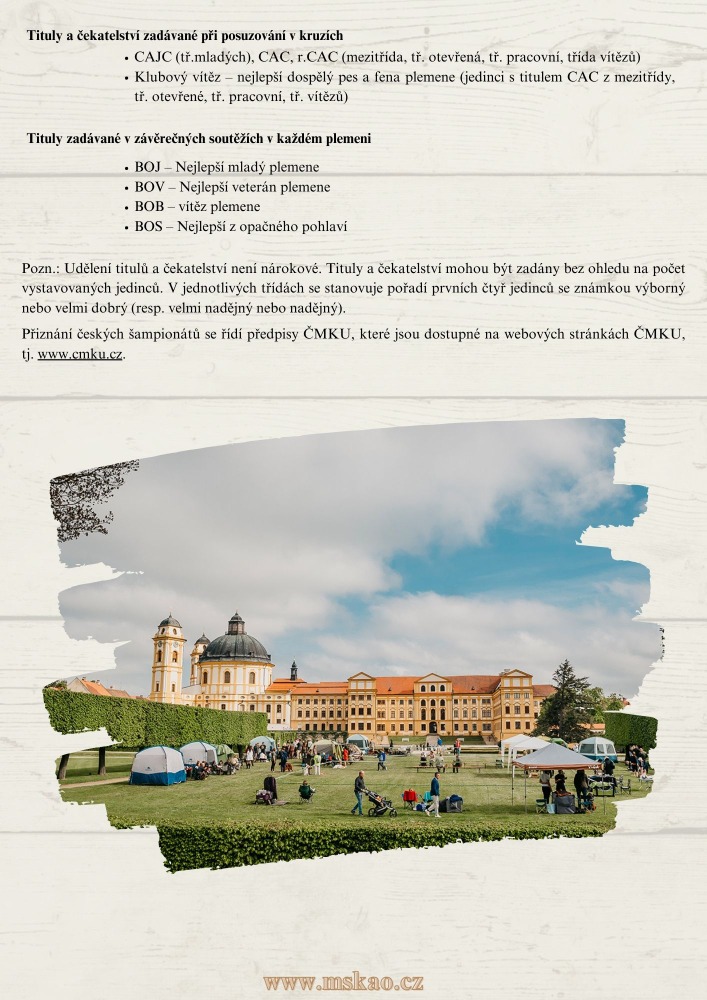 Tituly a čekatelství zadávané při posuzování v kruzích
• CAJC (tř.mladých), CAC, r.CAC (mezitřída, tř. otevřená, tř. pracovní, třída vítězů)
• Klubový vítěz – nejlepší dospělý pes a fena plemene (jedinci s titulem CAC z mezitřídy,
tř. otevřené, tř. pracovní, tř. vítězů)
Tituly zadávané v závěrečných soutěžích v každém plemeni
• BOJ – Nejlepší mladý plemene
• BOV – Nejlepší veterán plemene
• BOB – vítěz plemene
• BOS – Nejlepší z opačného pohlaví
Pozn.: Udělení titulů a čekatelství není nárokové. Tituly a čekatelství mohou být zadány bez ohledu na počet
vystavovaných jedinců. V jednotlivých třídách se stanovuje pořadí prvních čtyř jedinců se známkou výborný
nebo velmi dobrý (resp. velmi nadějný nebo nadějný).
Přiznání českých šampionátů se řídí předpisy ČMKU, které jsou dostupné na webových stránkách ČMKU,
tj. www.cmku.cz.
www.mskao.cz